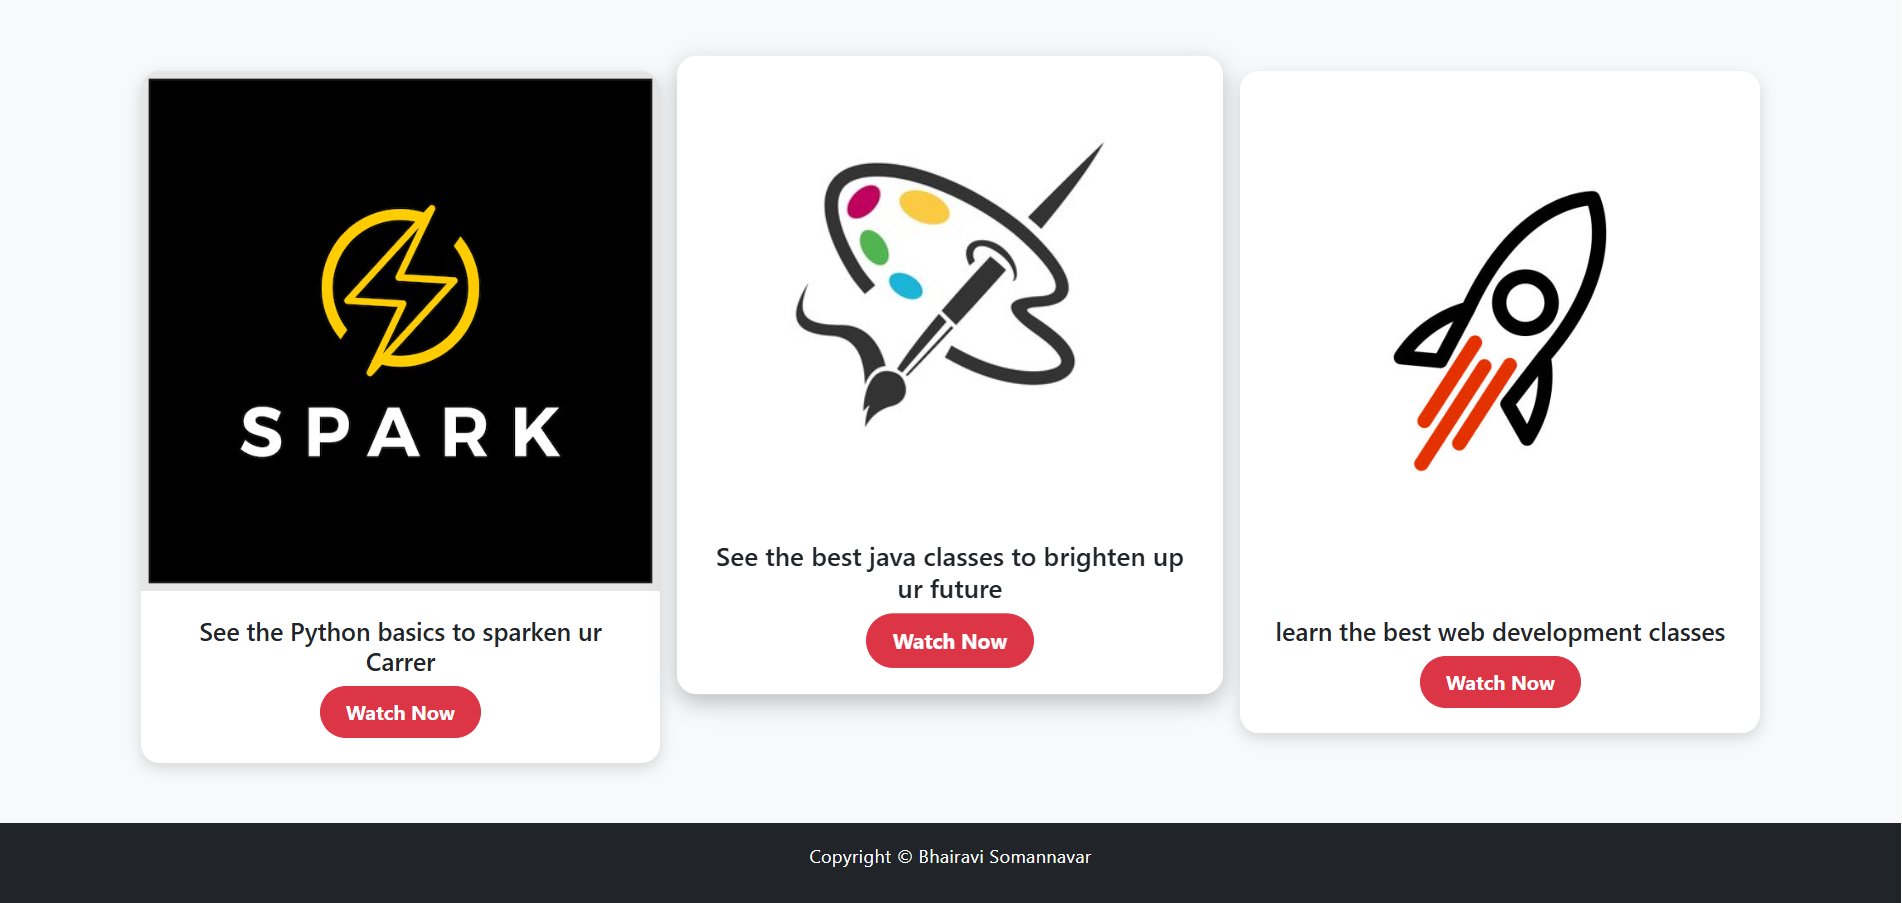 SPARK
See the Python basics to sparken ur
Carrer
Watch Now
See the best java classes to brighten up
ur future
Watch Now
learn the best web development classes
Watch Now
Copyright © Bhairavi Somannavar